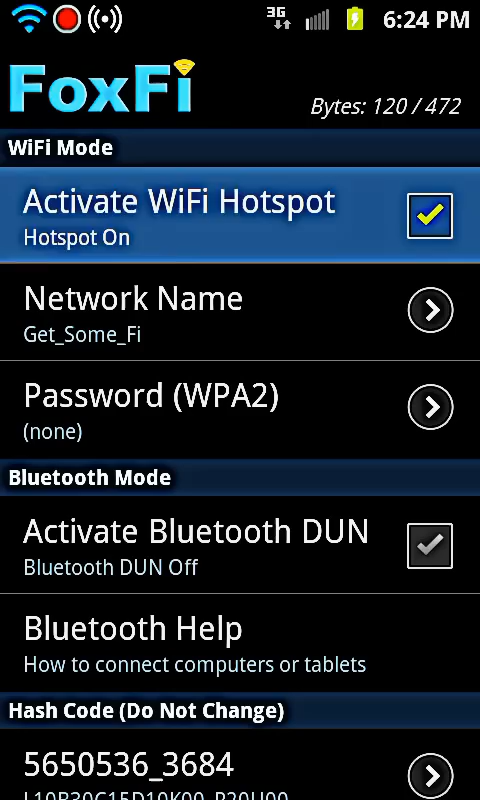 3G
6:24 PM
FoxFi
Bytes: 120 / 472
WiFi Mode
Activate WiFi Hotspot
Hotspot On
Network Name
Get_Some_Fi
Password (WPA2)
(none)
Bluetooth Mode
Activate Bluetooth DUN
Bluetooth DUN Off
Bluetooth Help
How to connect computers or tablets
Hash Code (Do Not Change)
5650536_3684